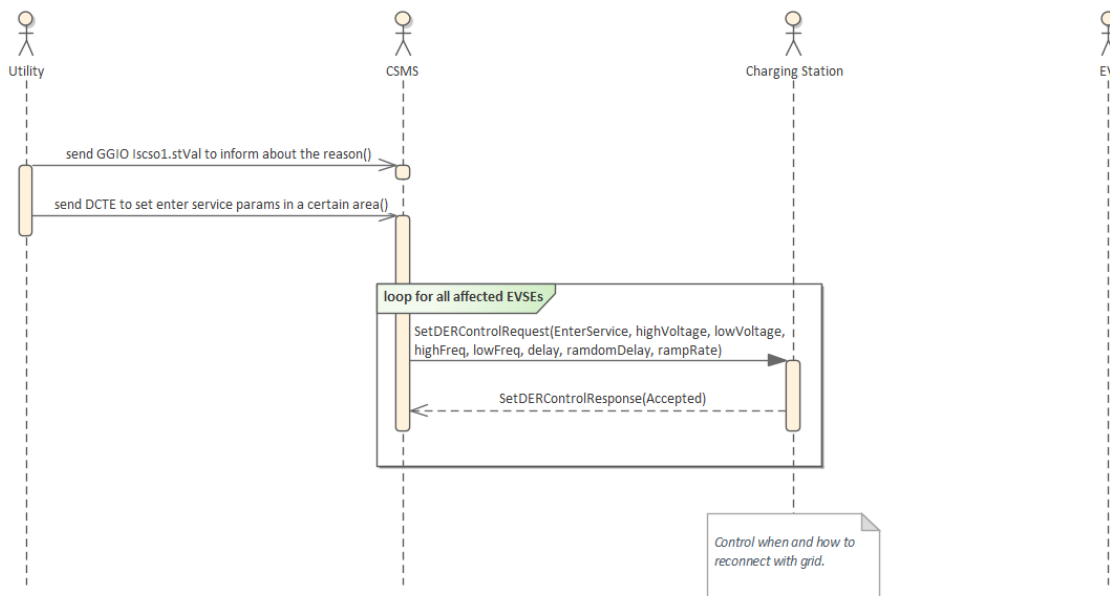 Utility
CSMS
Charging Station
send GGIO Iscso1.stVal to inform about the reason()
send DCTE to set enter service params in a certain area()
loop for all affected EVSEs
SetDERControlRequest(EnterService, highVoltage, lowVoltage,
highFreq, lowFreq, delay, ramdomDelay, rampRate)
SetDERControlResponse(Accepted)
Control when and how to
reconnect with grid.